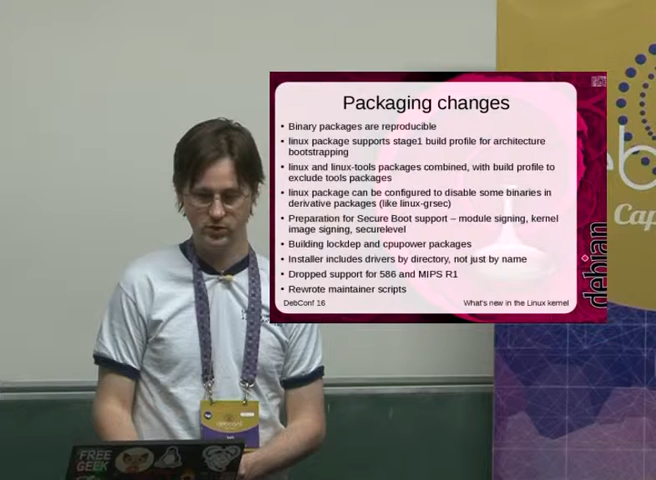 Packaging changes
• Binary packages are reproducible
• linux package supports stage1 build profile for architecture
bootstrapping
• linux and linux-tools packages combined, with build profile to
exclude tools packages
• linux package can be configured to disable some binaries in
derivative packages (like linux-grsec)
• Preparation for Secure Boot support – module signing, kernel
image signing, securelevel
• Building lockdep and cpupower packages
• Installer includes drivers by directory, not just by name
• Dropped support for 586 and MIPS R1
• Rewrote maintainer scripts
DebConf 16
What's new in the Linux kernel
debian
Cap
FREE
GEEK